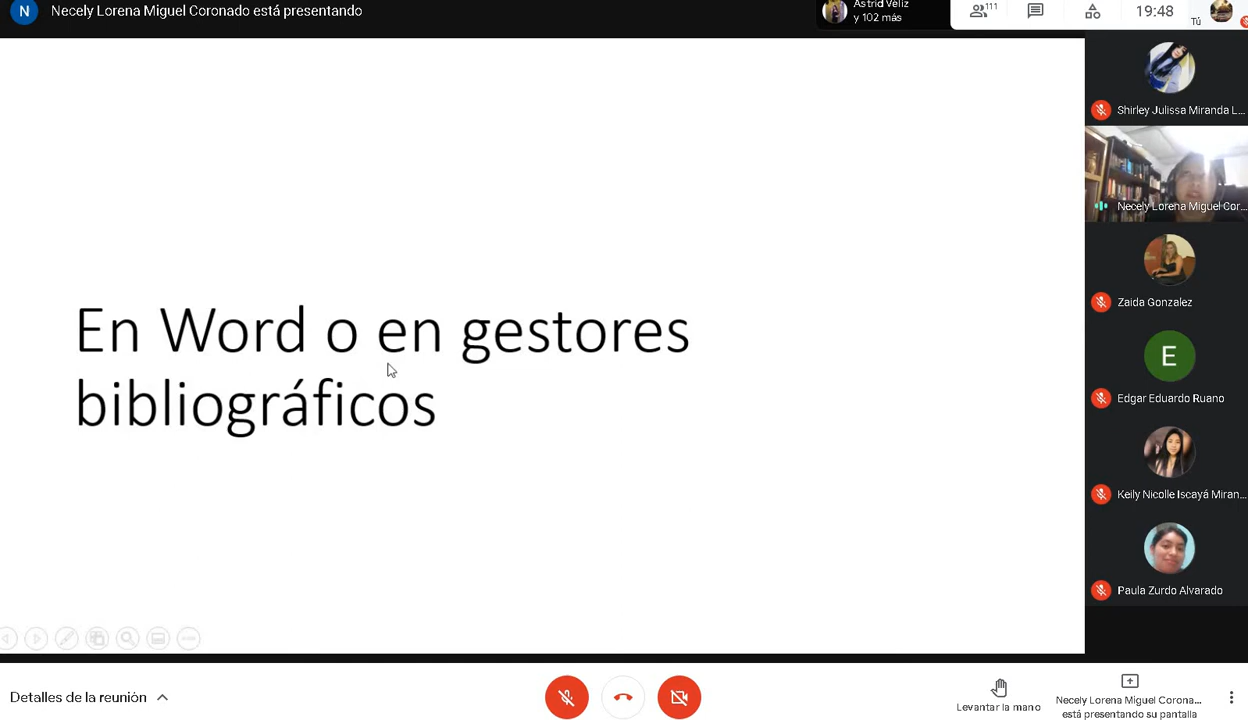 N
Necely Lorena Miguel Coronado está presentando
Astrid Véliz
y 102 más
111
19:48
Tú
Shirley Julissa Miranda L...
Necely Lorena Miguel Cor...
Zaida Gonzalez
E
Edgar Eduardo Ruano
Keily Nicolle Iscayá Miran...
Paula Zurdo Alvarado
En Word o en gestores
bibliográficos
Detalles de la reunión
Levantar la mano
Necely Lorena Miguel Corona...
está presentando su pantalla